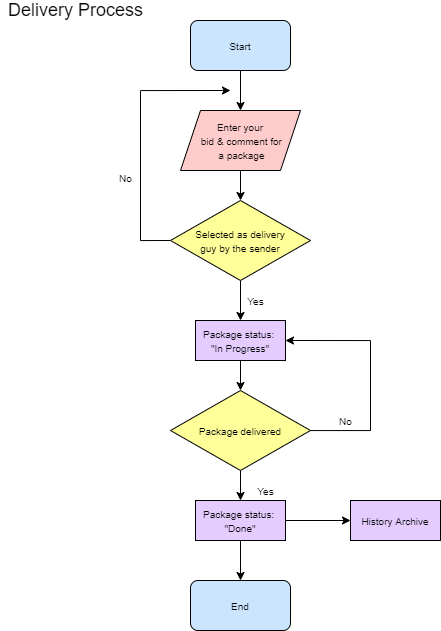 Delivery Process
Start
Enter your
bid & comment for
a package
No
Selected as delivery
guy by the sender
Yes
Package status:
"In Progress"
No
Package delivered
Yes
Package status:
"Done"
History Archive
End